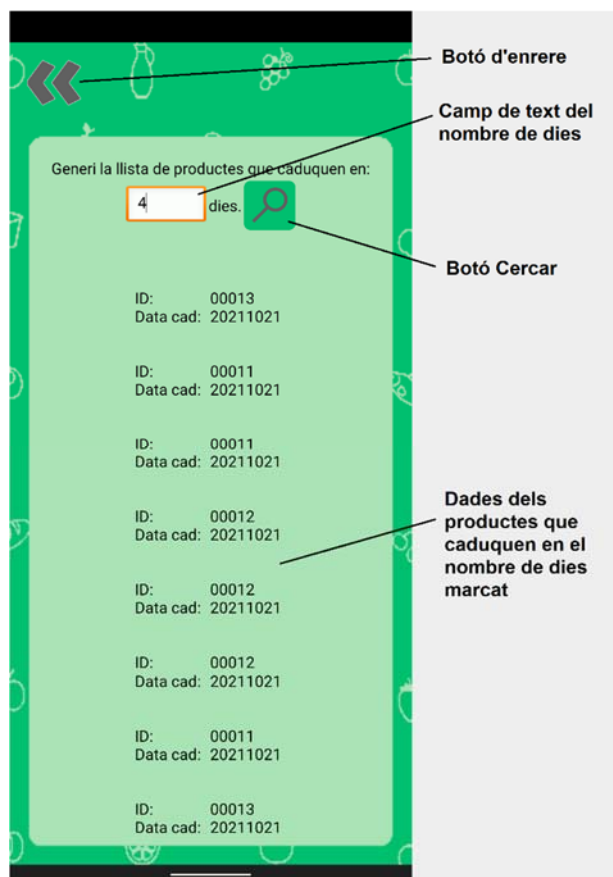 Botó d'enrere
Camp de text del
nombre de dies
Generi la llista de productes que caduquen en:
4 dies.
Botó Cercar
ID: 00013
Data cad: 20211021
ID: 00011
Data cad: 20211021
ID: 00011
Data cad: 20211021
ID: 00012
Data cad: 20211021
Dades dels
productes que
caduquen en el
nombre de dies
marcat
ID: 00012
Data cad: 20211021
ID: 00012
Data cad: 20211021
ID: 00011
Data cad: 20211021
ID: 00013
Data cad: 20211021